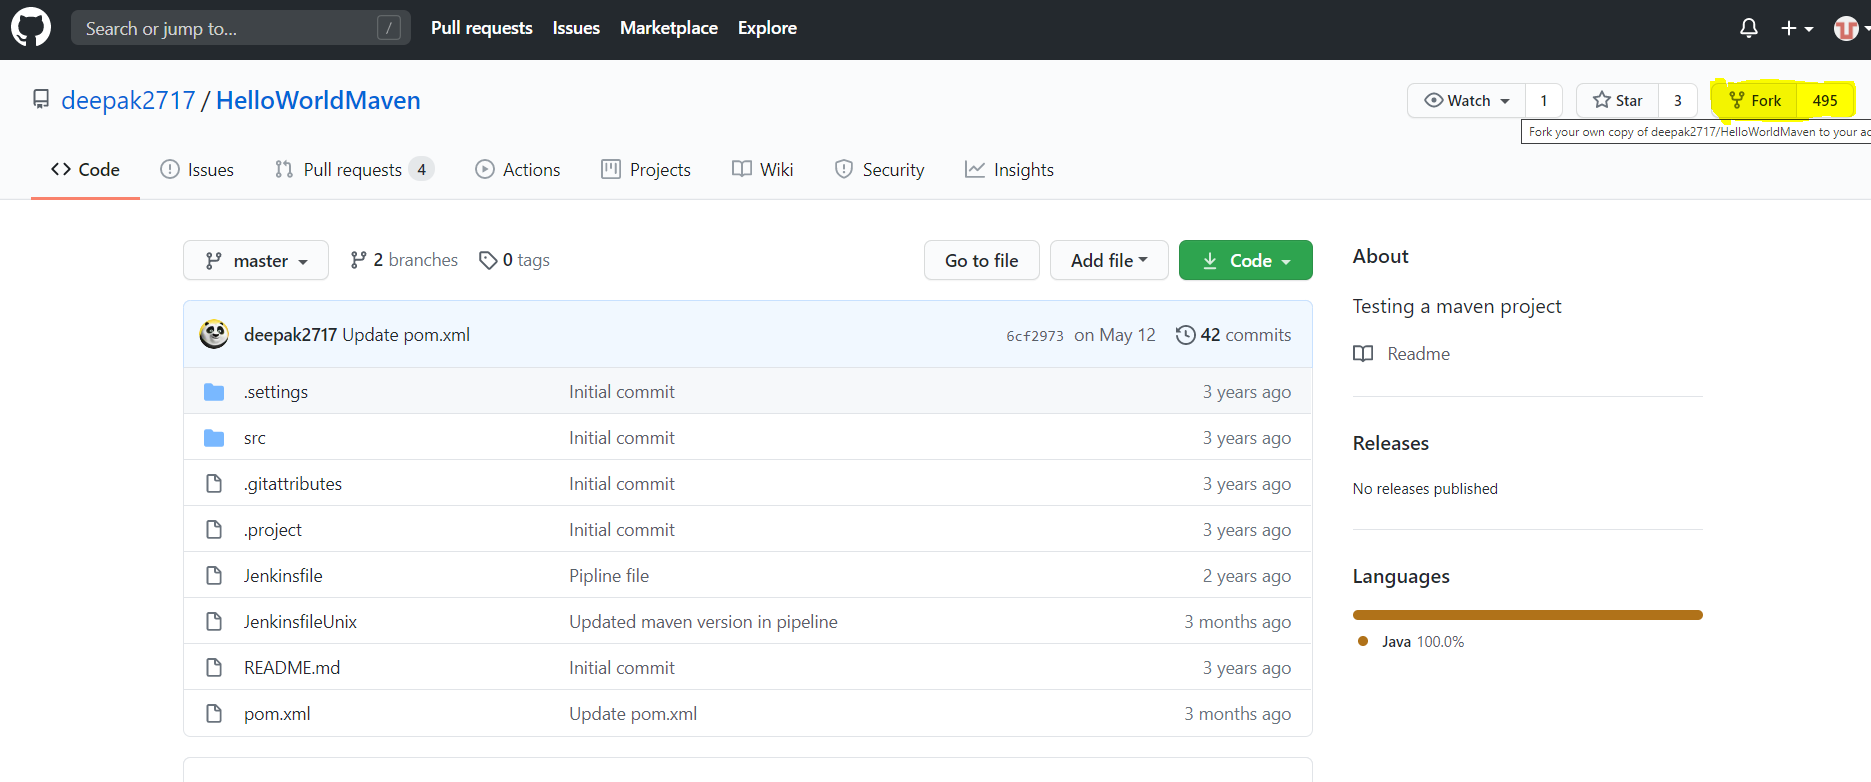 Search or jump to... / Pull requests Issues Marketplace Explore
deepak2717 / HelloWorldMaven Watch 1 Star 3 Fork 495
Fork your own copy of deepak2717/HelloWorldMaven to your
Code Issues Pull requests 4 Actions Projects Wiki Security Insights
master 2 branches 0 tags Go to file Add file Code
deepak2717 Update pom.xml 6cf2973 on May 12 42 commits
.settings Initial commit 3 years ago
src Initial commit 3 years ago
.gitattributes Initial commit 3 years ago
.project Initial commit 3 years ago
Jenkinsfile Pipline file 2 years ago
JenkinsfileUnix Updated maven version in pipeline 3 months ago
README.md Initial commit 3 years ago
pom.xml Update pom.xml 3 months ago
About
Testing a maven project
Readme
Releases
No releases published
Languages
Java 100.0%